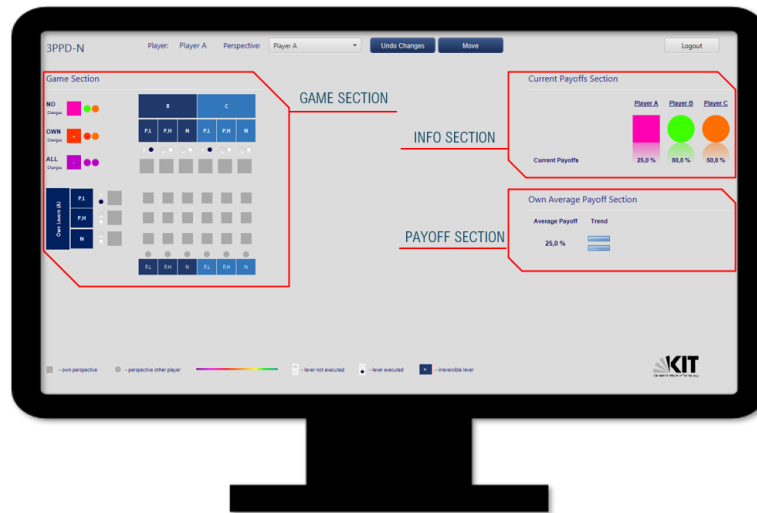 3PPD-N
Player: Player A Perspective: Player A
Undo Changes
Move
Logout
Game Section
GAME SECTION
NO
Changes
OWN
Changes
ALL
Changes
B C
P.L P.H N P.L P.H N
Own Levers (A)
P.L
P.H
N
P.L P.H N P.L P.H N
INFO SECTION
Current Payoffs Section
Player A Player B Player C
Current Payoffs 25,0 % 50,0 % 50,0 %
PAYOFF SECTION
Own Average Payoff Section
Average Payoff Trend
25,0 %
- own perspective
- perspective other player
- lever not executed
- lever executed
- irreversible lever
KIT